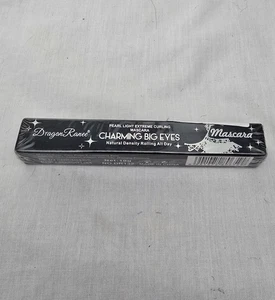 DragonRanee
PEARL LIGHT EXTREME CURLING
MASCARA
CHARMING BIG EYES
Natural Density Rolling All Day
Mascara